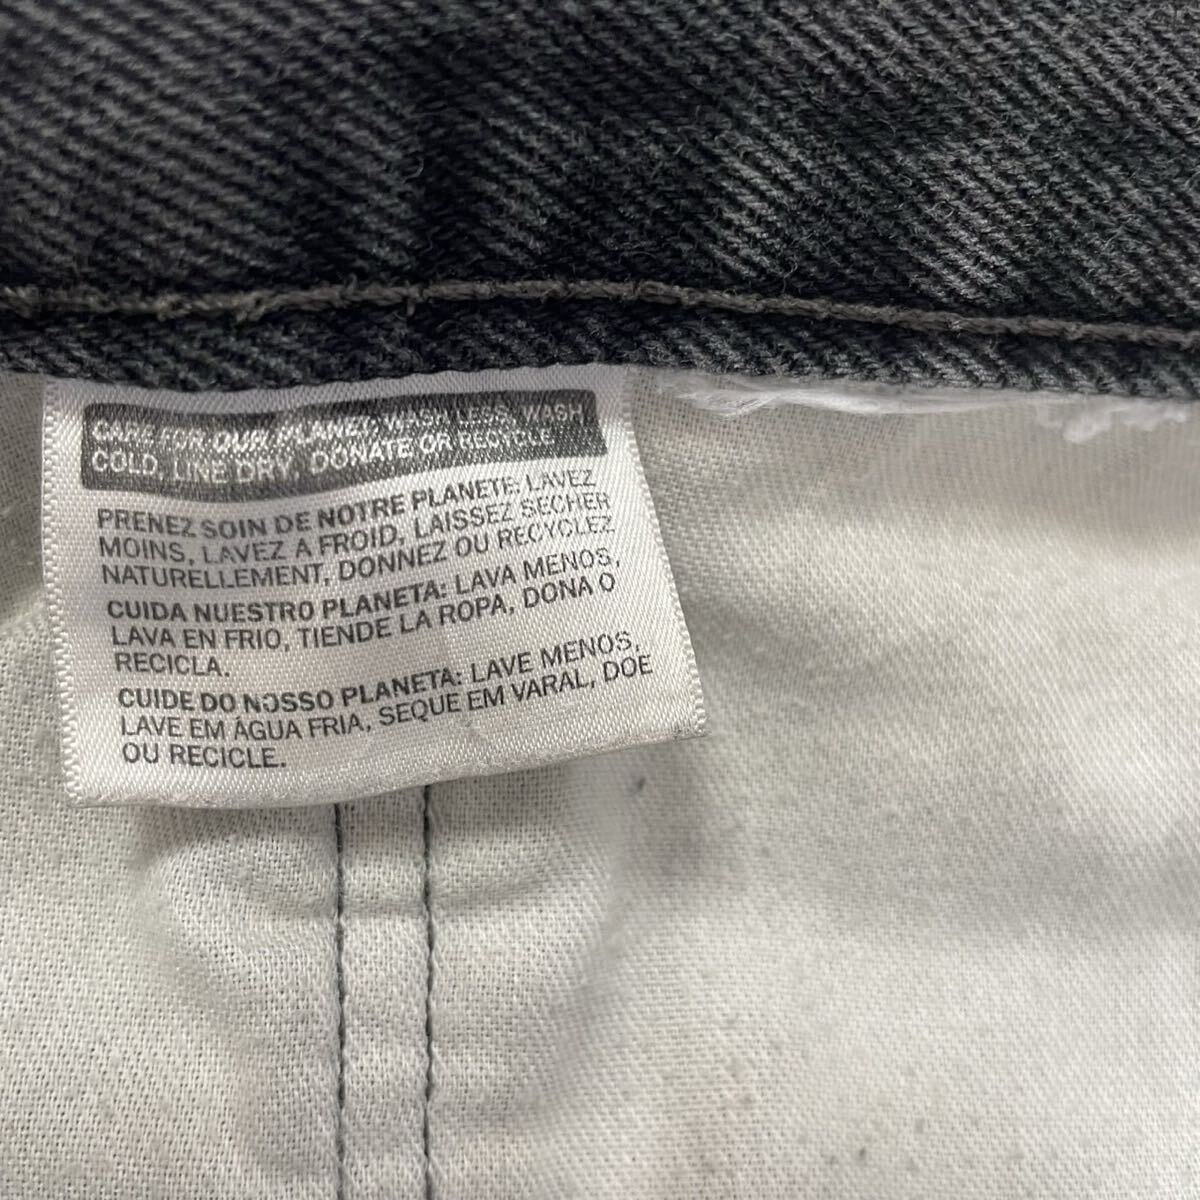 CARE FOR OUR PLANET: WASH LESS, WASH
COLD, LINE DRY, DONATE OR RECYCLE
PRENEZ SOIN DE NOTRE PLANETE: LAVEZ
MOINS, LAVEZ A FROID, LAISSEZ SECHER
NATURELLEMENT, DONNEZ OU RECYCLEZ
CUIDA NUESTRO PLANETA: LAVA MENOS,
LAVA EN FRIO, TIENDE LA ROPA, DONA O
RECICLA.
CUIDE DO NOSSO PLANETA: LAVE MENOS,
LAVE EM ÁGUA FRIA, SEQUE EM VARAL, DOE
OU RECICLE.